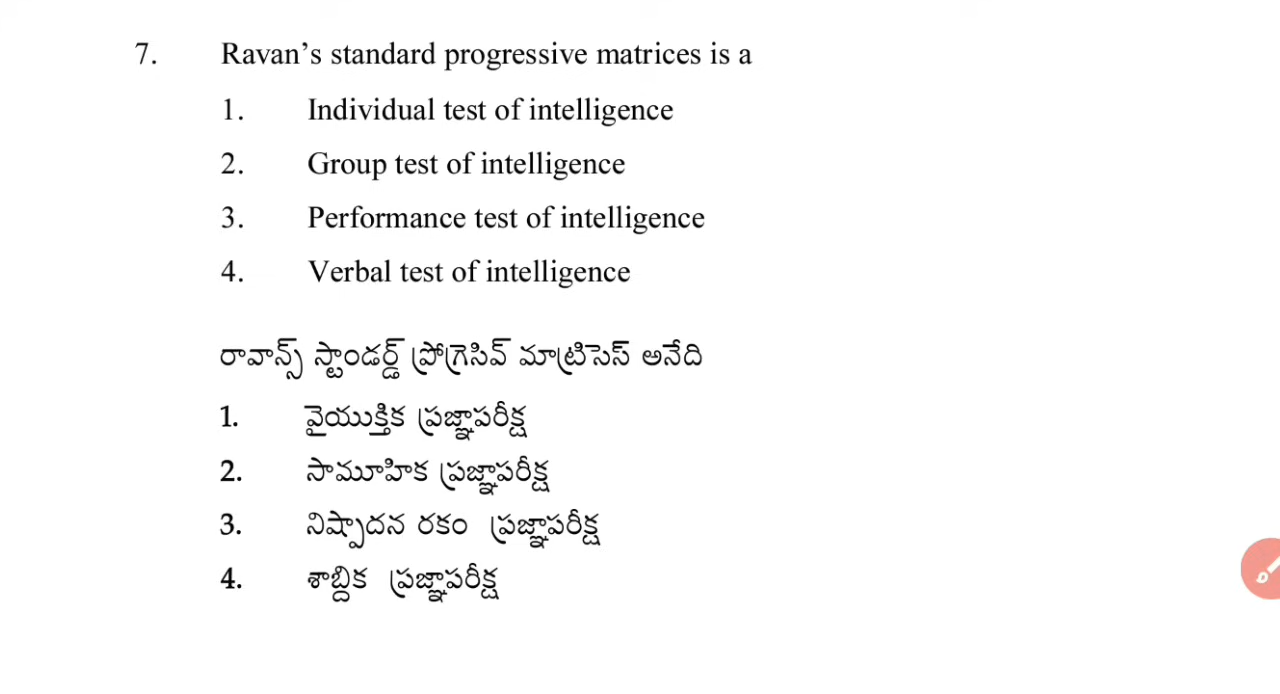 7. Ravan’s standard progressive matrices is a
1. Individual test of intelligence
2. Group test of intelligence
3. Performance test of intelligence
4. Verbal test of intelligence
రావాన్స్ స్టాండర్డ్ ప్రోగ్రెసివ్ మాట్రిసెస్ అనేది
1. వైయుక్తిక ప్రజ్ఞాపరీక్ష
2. సామూహిక ప్రజ్ఞాపరీక్ష
3. నిష్పాదన రకం ప్రజ్ఞాపరీక్ష
4. శాబ్దిక ప్రజ్ఞాపరీక్ష